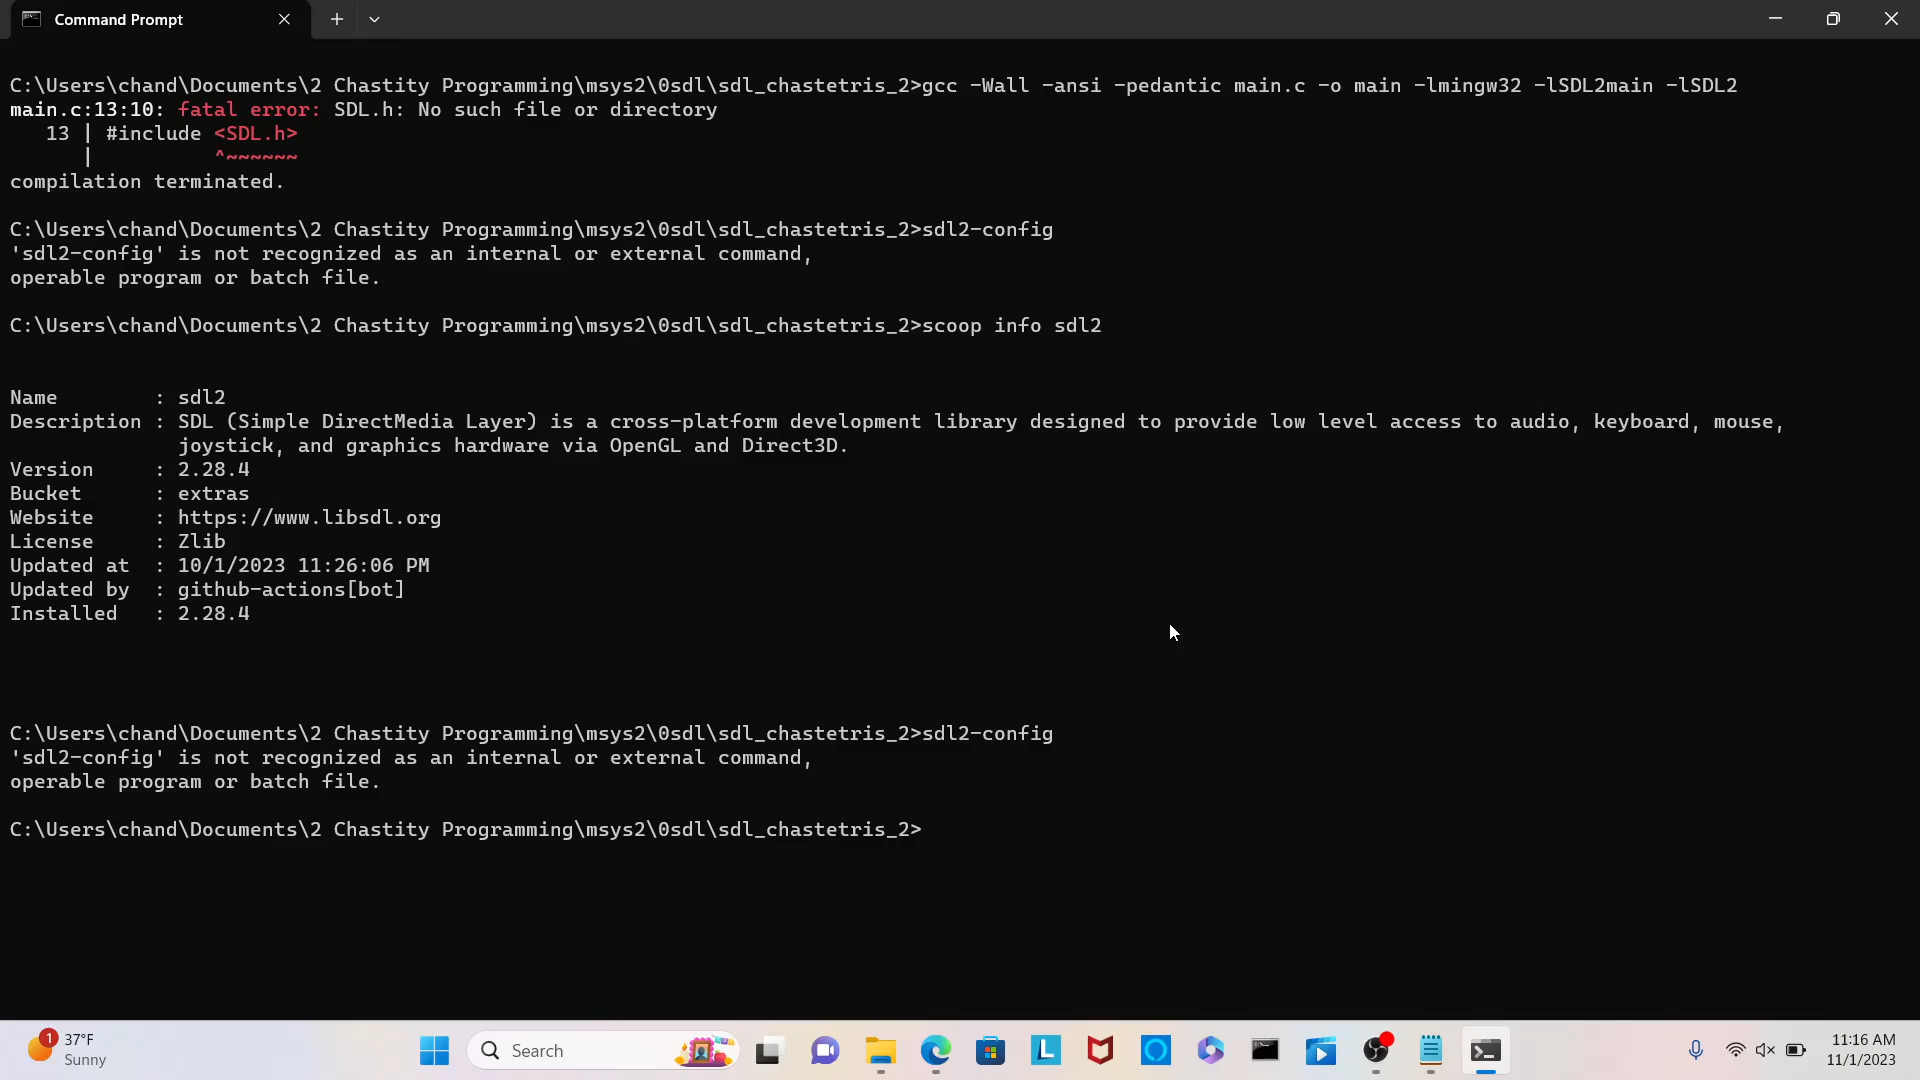 Command Prompt
C:\Users\chand\Documents\2 Chastity Programming\msys2\0sdl\sdl_chastetris_2>gcc -Wall -ansi -pedantic main.c -o main -lmingw32 -lSDL2main -lSDL2
main.c:13:10: fatal error: SDL.h: No such file or directory
   13 | #include <SDL.h>
      |          ^~~~~~~
compilation terminated.
C:\Users\chand\Documents\2 Chastity Programming\msys2\0sdl\sdl_chastetris_2>sdl2-config
'sdl2-config' is not recognized as an internal or external command,
operable program or batch file.
C:\Users\chand\Documents\2 Chastity Programming\msys2\0sdl\sdl_chastetris_2>scoop info sdl2
Name        : sdl2
Description : SDL (Simple DirectMedia Layer) is a cross-platform development library designed to provide low level access to audio, keyboard, mouse,
              joystick, and graphics hardware via OpenGL and Direct3D.
Version     : 2.28.4
Bucket      : extras
Website     : https://www.libsdl.org
License     : Zlib
Updated at  : 10/1/2023 11:26:06 PM
Updated by  : github-actions[bot]
Installed   : 2.28.4
C:\Users\chand\Documents\2 Chastity Programming\msys2\0sdl\sdl_chastetris_2>sdl2-config
'sdl2-config' is not recognized as an internal or external command,
operable program or batch file.
C:\Users\chand\Documents\2 Chastity Programming\msys2\0sdl\sdl_chastetris_2>
1
37°F
Sunny
Search
L
11:16 AM
11/1/2023